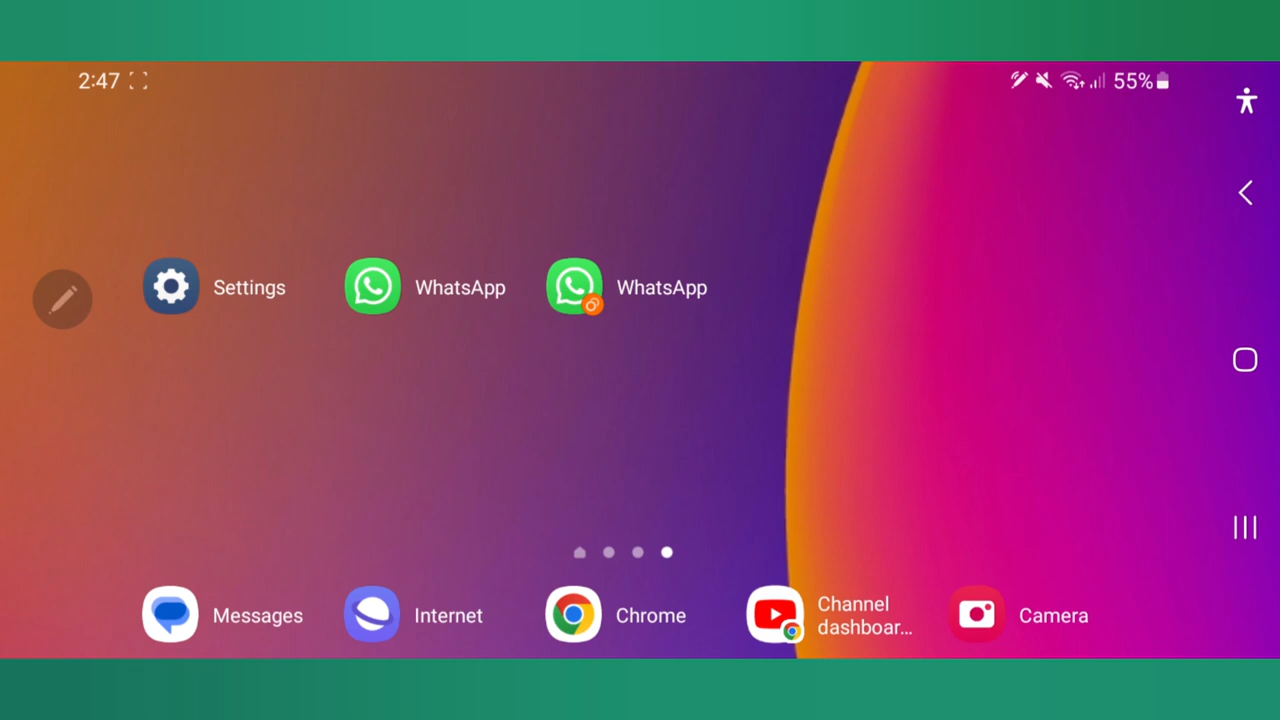 2:47
55%
Settings
WhatsApp
WhatsApp
Messages
Internet
Chrome
Channel
dashboar...
Camera